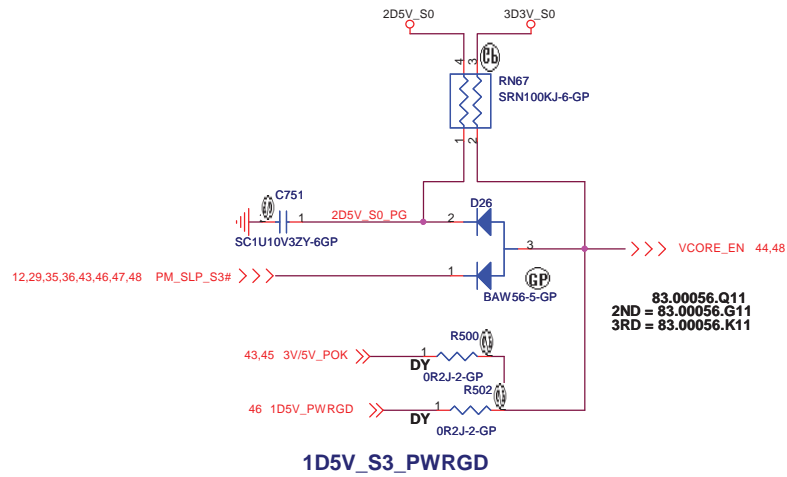 2D5V_S0
3D3V_S0
4
3
RN67
SRN100KJ-6-GP
1
2
C751
1
2D5V_S0_PG
SC1U10V3ZY-6GP
2
D26
3
VCORE_EN 44,48
12,29,35,36,43,46,47,48 PM_SLP_S3#
1
GP
BAW56-5-GP
83.00056.Q11
2ND = 83.00056.G11
3RD = 83.00056.K11
R500
43,45 3V/5V_POK
1
DY
0R2J-2-GP
R502
46 1D5V_PWRGD
1
DY
0R2J-2-GP
1D5V_S3_PWRGD